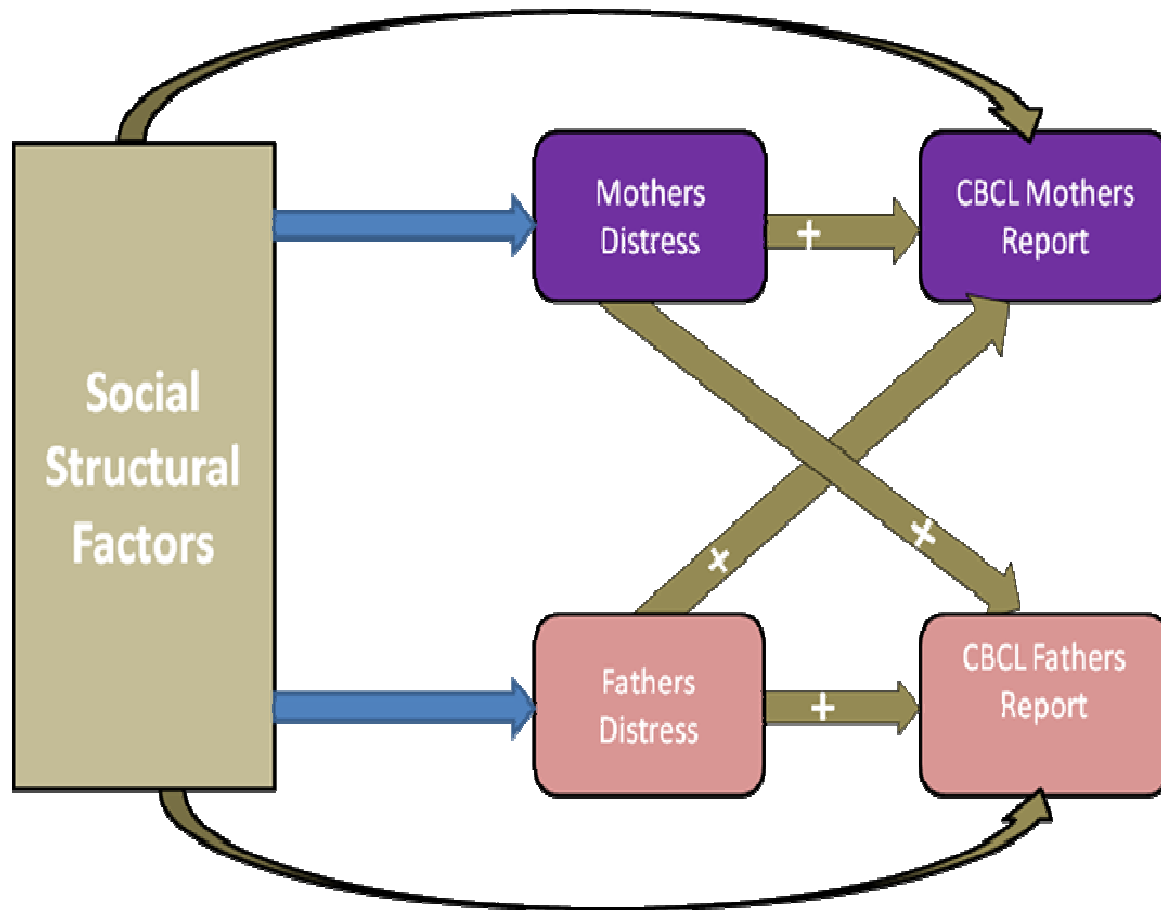 Social
Structural
Factors
Mothers
Distress
+
CBCL Mothers
Report
+
+
Fathers
Distress
+
CBCL Fathers
Report